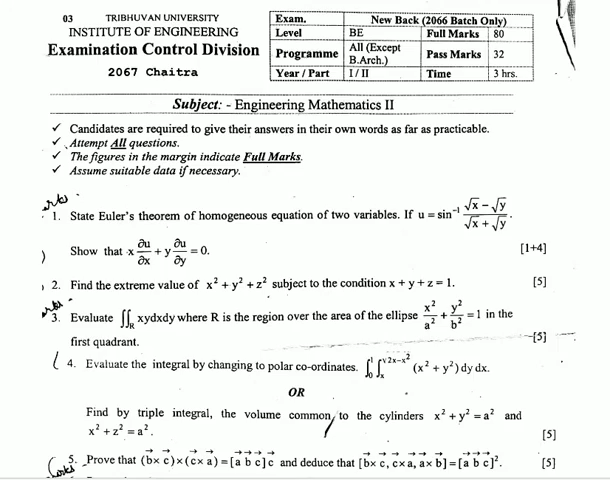 03 TRIBHUVAN UNIVERSITY
INSTITUTE OF ENGINEERING
Examination Control Division
2067 Chaitra
Exam. New Back (2066 Batch Only)
Level BE Full Marks 80
Programme All (Except B.Arch.) Pass Marks 32
Year / Part I / II Time 3 hrs.
Subject: - Engineering Mathematics II
✓ Candidates are required to give their answers in their own words as far as practicable.
✓ Attempt All questions.
✓ The figures in the margin indicate Full Marks.
✓ Assume suitable data if necessary.
1. State Euler's theorem of homogeneous equation of two variables. If u = sin⁻¹ (√x − √y)/(√x + √y).
Show that x ∂u/∂x + y ∂u/∂y = 0. [1+4]
2. Find the extreme value of x² + y² + z² subject to the condition x + y + z = 1. [5]
3. Evaluate ∬_R xydxdy where R is the region over the area of the ellipse x²/a² + y²/b² = 1 in the
first quadrant. [5]
4. Evaluate the integral by changing to polar co-ordinates. ∫₀¹ ∫ₓ^√(2x−x²) (x² + y²) dy dx.
OR
Find by triple integral, the volume common to the cylinders x² + y² = a² and
x² + z² = a². [5]
5. Prove that (b⃗ × c⃗) × (c⃗ × a⃗) = [a⃗ b⃗ c⃗] c⃗ and deduce that [b⃗ × c⃗, c⃗ × a⃗, a⃗ × b⃗] = [a⃗ b⃗ c⃗]². [5]